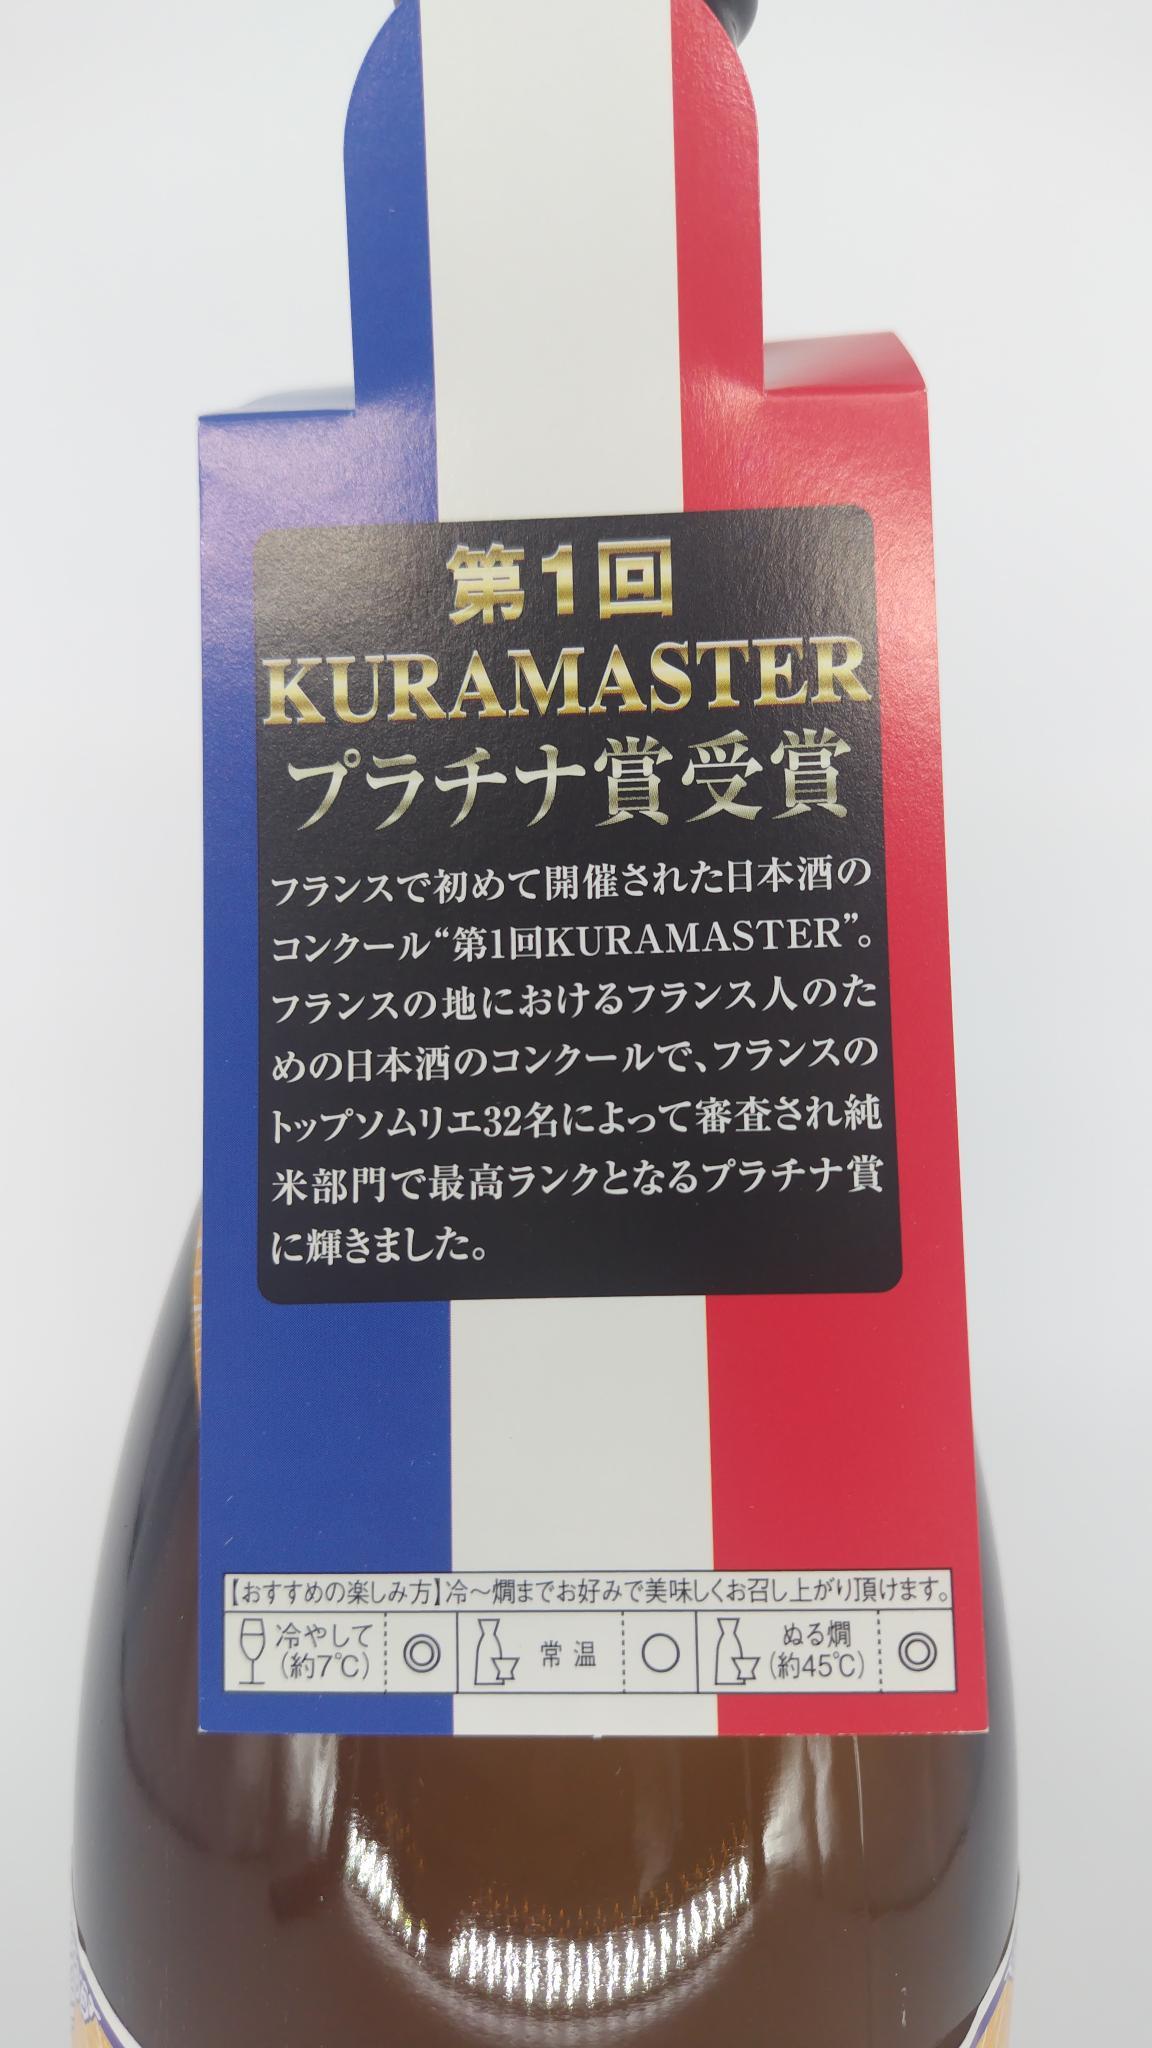 第1回
KURAMASTER
プラチナ賞受賞
フランスで初めて開催された日本酒の
コンクール“第1回KURAMASTER”。
フランスの地におけるフランス人のた
めの日本酒のコンクールで、フランスの
トップソムリエ32名によって審査され純
米部門で最高ランクとなるプラチナ賞
に輝きました。
【おすすめの楽しみ方】冷〜燗までお好みで美味しくお召し上がり頂けます。
冷やして ◎ 常温 ○ ぬる燗 ◎
(約7℃) (約45℃)